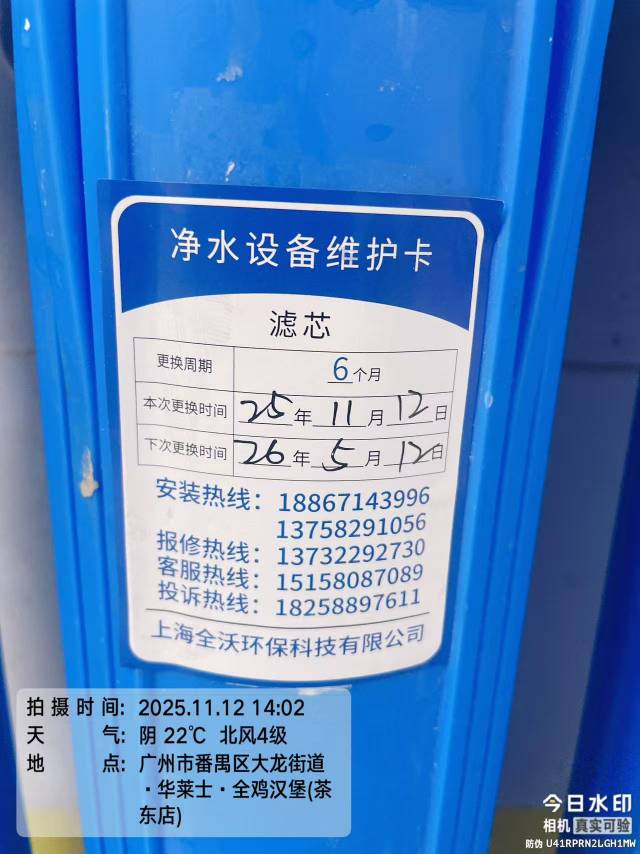 净水设备维护卡
滤芯
更换周期 6个月
本次更换时间 25年11月12日
下次更换时间 26年5月12日
安装热线：18867143996
13758291056
报修热线：13732292730
客服热线：15158087089
投诉热线：18258897611
上海全沃环保科技有限公司
拍摄时间：2025.11.12 14:02
天气：阴 22℃ 北风4级
地点：广州市番禺区大龙街道
·华莱士·全鸡汉堡(茶
东店)
今日水印
相机 真实可验
防伪 U41RPRN2LGH1MW